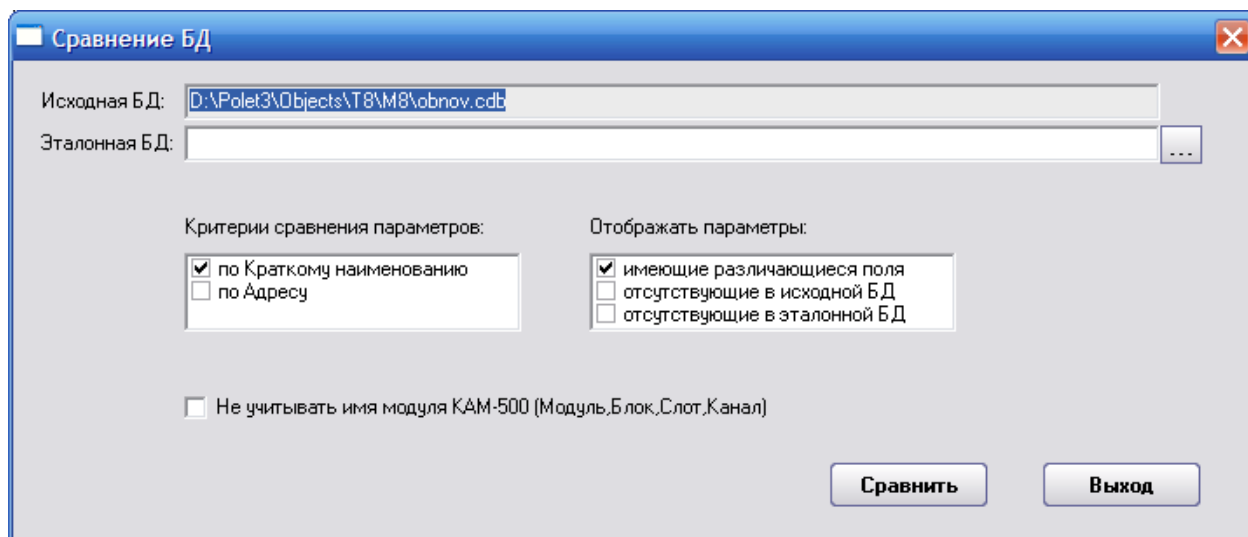 Сравнение БД
Исходная БД: D:\Polet3\Objects\T8\M8\obnov.cdb
Эталонная БД: ...
Критерии сравнения параметров: Отображать параметры:
по Краткому наименованию имеющие различающиеся поля
по Адресу отсутствующие в исходной БД
отсутствующие в эталонной БД
Не учитывать имя модуля КАМ-500 (Модуль,Блок,Слот,Канал)
Сравнить Выход